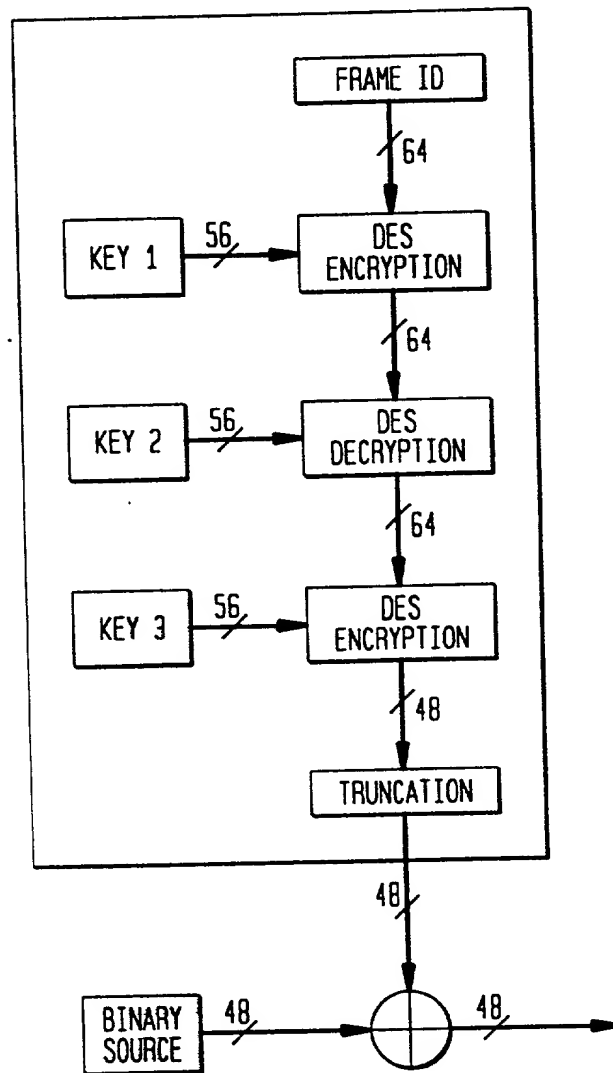 FRAME ID
64
KEY 1
56
DES
ENCRYPTION
64
KEY 2
56
DES
DECRYPTION
64
KEY 3
56
DES
ENCRYPTION
48
TRUNCATION
48
BINARY
SOURCE
48
48